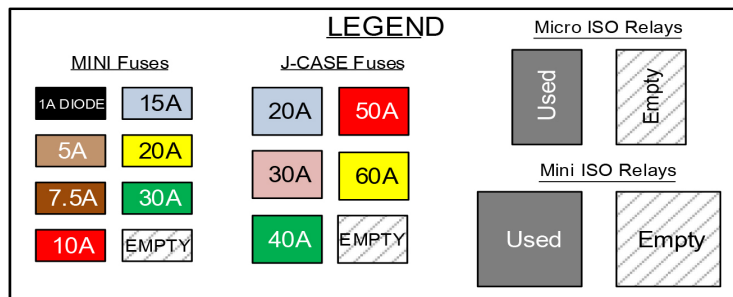 LEGEND
MINI Fuses
1A DIODE 15A
5A 20A
7.5A 30A
10A EMPTY
J-CASE Fuses
20A 50A
30A 60A
40A EMPTY
Micro ISO Relays
Used Empty
Mini ISO Relays
Used Empty